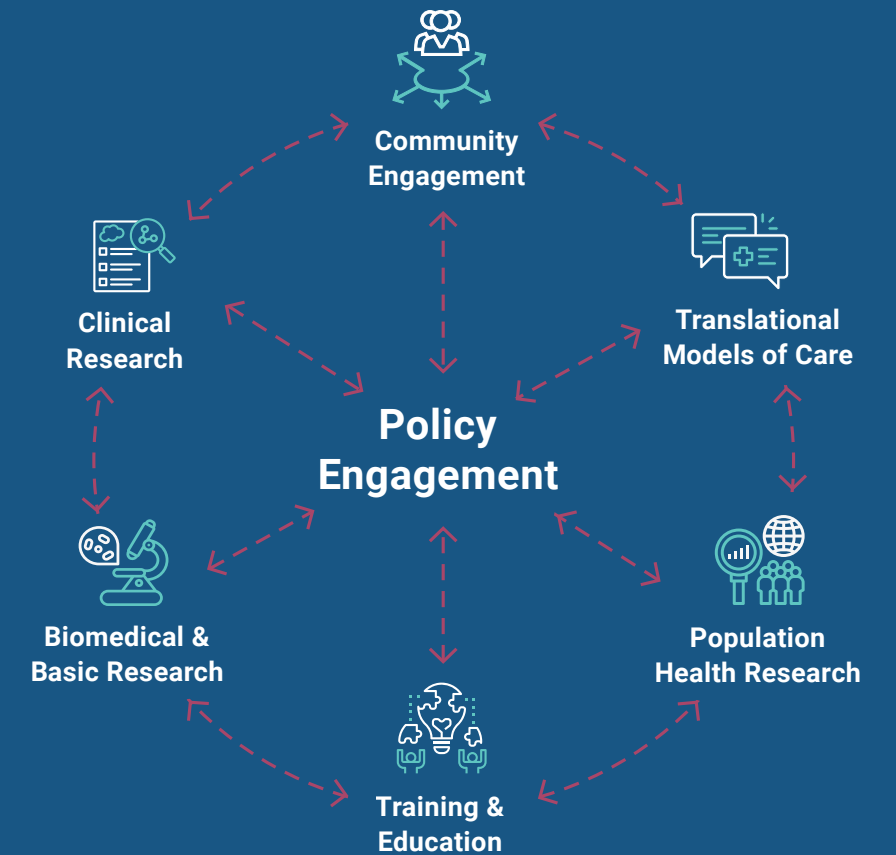 Community
Engagement
Clinical
Research
Translational
Models of Care
Policy
Engagement
Biomedical &
Basic Research
Population
Health Research
Training &
Education